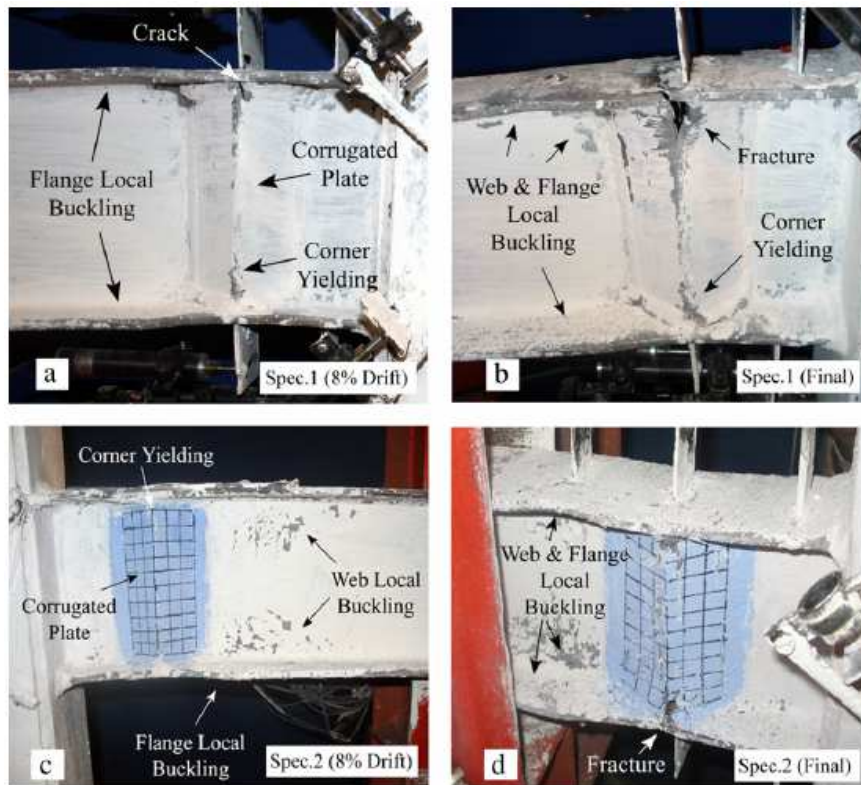 Crack
Corrugated
Plate
Flange Local
Buckling
Corner
Yielding
a
Spec.1 (8% Drift)
Fracture
Web & Flange
Local
Buckling
Corner
Yielding
b
Spec.1 (Final)
Corner Yielding
Web Local
Buckling
Corrugated
Plate
Flange Local
Buckling
c
Spec.2 (8% Drift)
Web & Flange
Local
Buckling
Fracture
d
Spec.2 (Final)